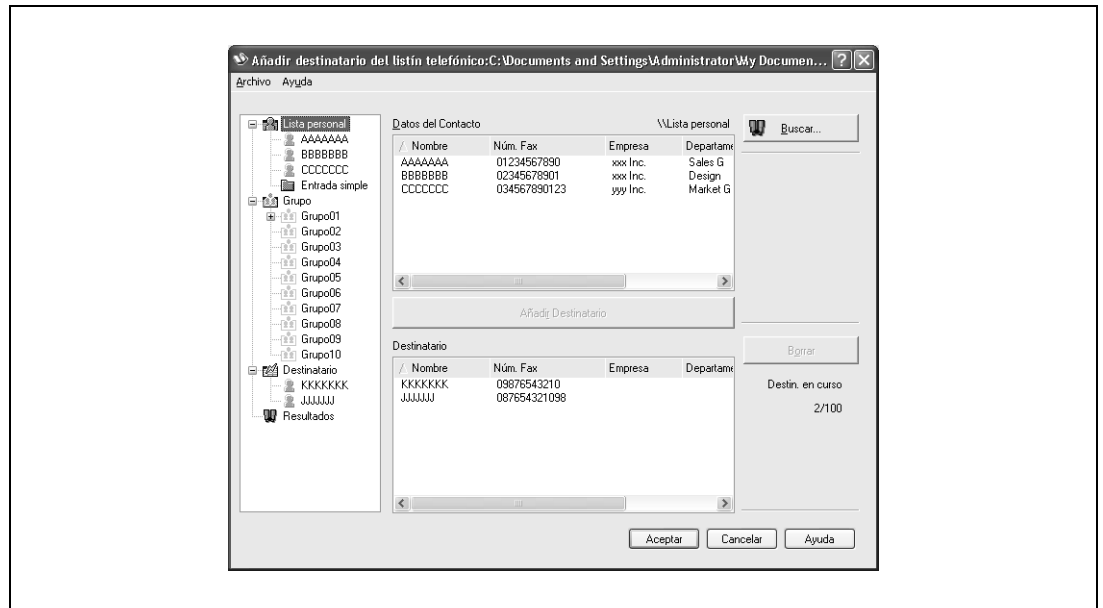 Añadir destinatario del listín telefónico:C:\Documents and Settings\Administrator\My Documen...
Archivo Ayuda
Lista personal
AAAAAAA
BBBBBBB
CCCCCCC
Entrada simple
Grupo
Grupo01
Grupo02
Grupo03
Grupo04
Grupo05
Grupo06
Grupo07
Grupo08
Grupo09
Grupo10
Destinatario
KKKKKKK
JJJJJJJ
Resultados
Datos del Contacto \\Lista personal
/ Nombre Núm. Fax Empresa Departame
AAAAAAA 01234567890 xxx Inc. Sales G
BBBBBBB 02345678901 xxx Inc. Design
CCCCCCC 034567890123 yyy Inc. Market G
Añadir Destinatario
Destinatario
/ Nombre Núm. Fax Empresa Departame
KKKKKKK 09876543210
JJJJJJJ 087654321098
Buscar...
Borrar
Destin. en curso
2/100
Aceptar Cancelar Ayuda